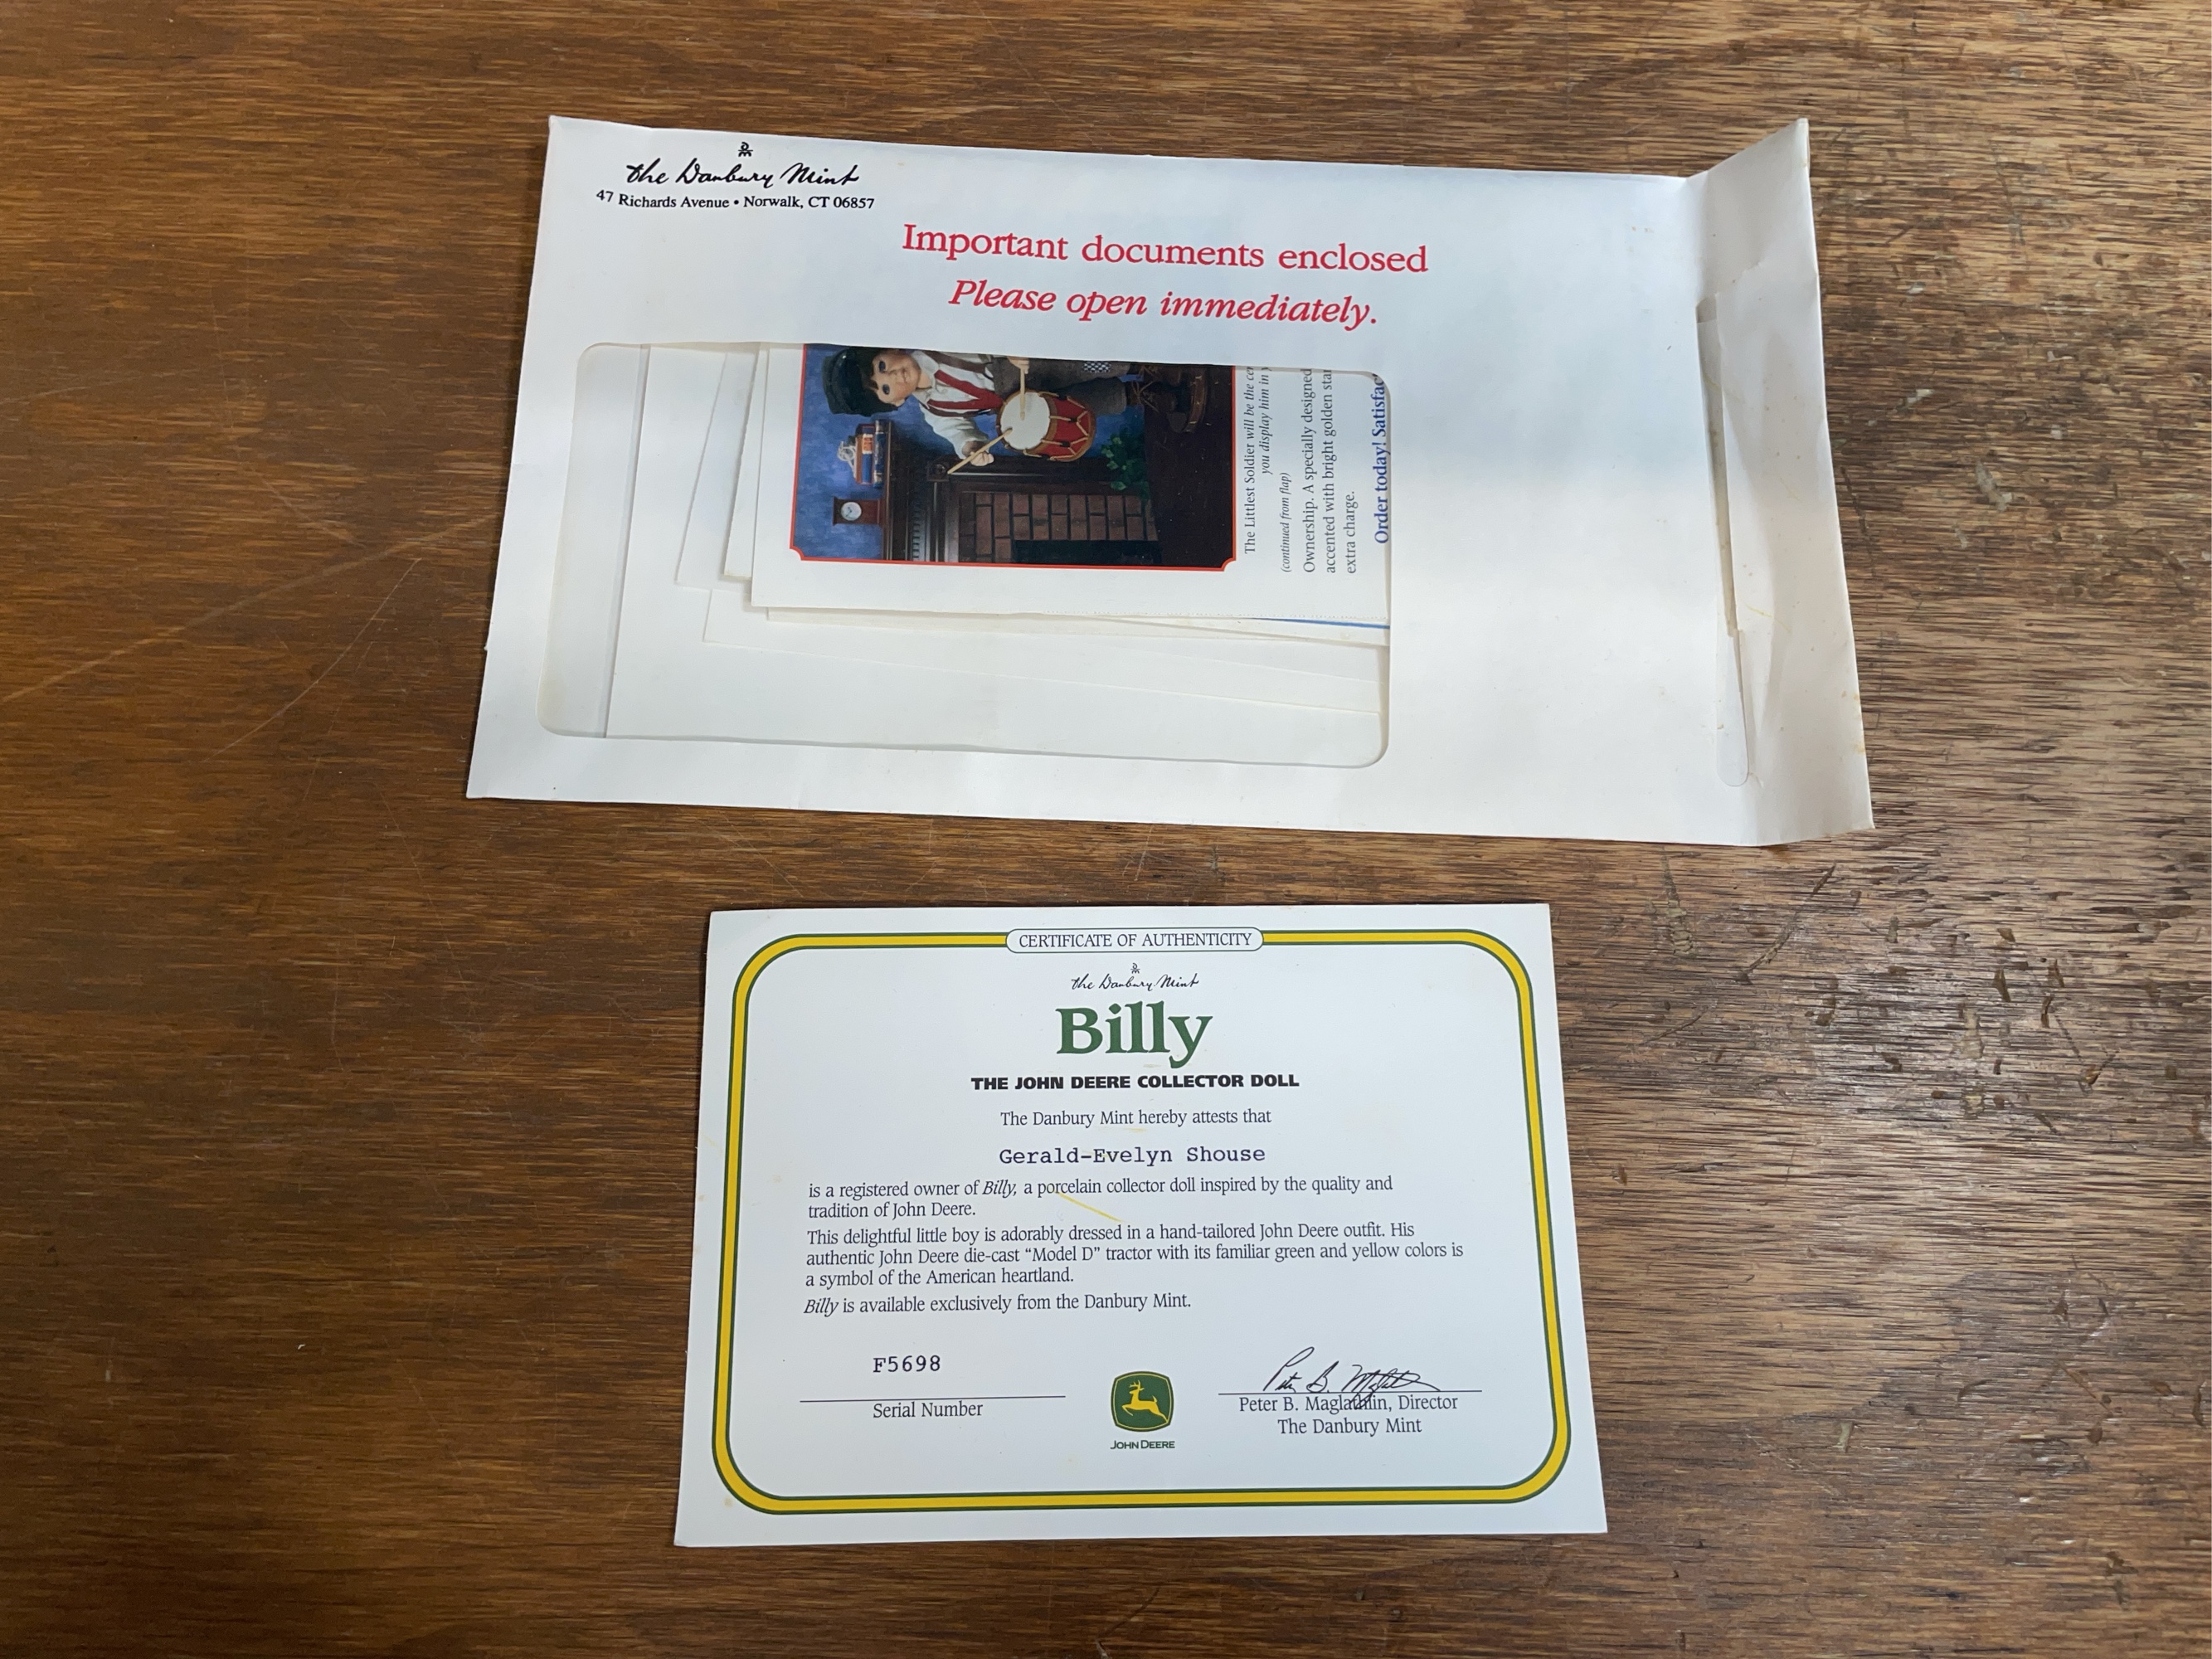 the Danbury Mint
47 Richards Avenue • Norwalk, CT 06857
Important documents enclosed
Please open immediately.
The Littlest Soldier will be the
you display him in
(continued from flap)
Ownership. A specially designed
accented with bright golden
extra charge.
Order today!
CERTIFICATE OF AUTHENTICITY
the Danbury Mint
Billy
THE JOHN DEERE COLLECTOR DOLL
The Danbury Mint hereby attests that
Gerald-Evelyn Shouse
is a registered owner of Billy, a porcelain collector doll inspired by the quality and
tradition of John Deere.
This delightful little boy is adorably dressed in a hand-tailored John Deere outfit. His
authentic John Deere die-cast “Model D” tractor with its familiar green and yellow colors is
a symbol of the American heartland.
Billy is available exclusively from the Danbury Mint.
F5698
Serial Number
JOHN DEERE
Peter B. Maglathlin, Director
The Danbury Mint